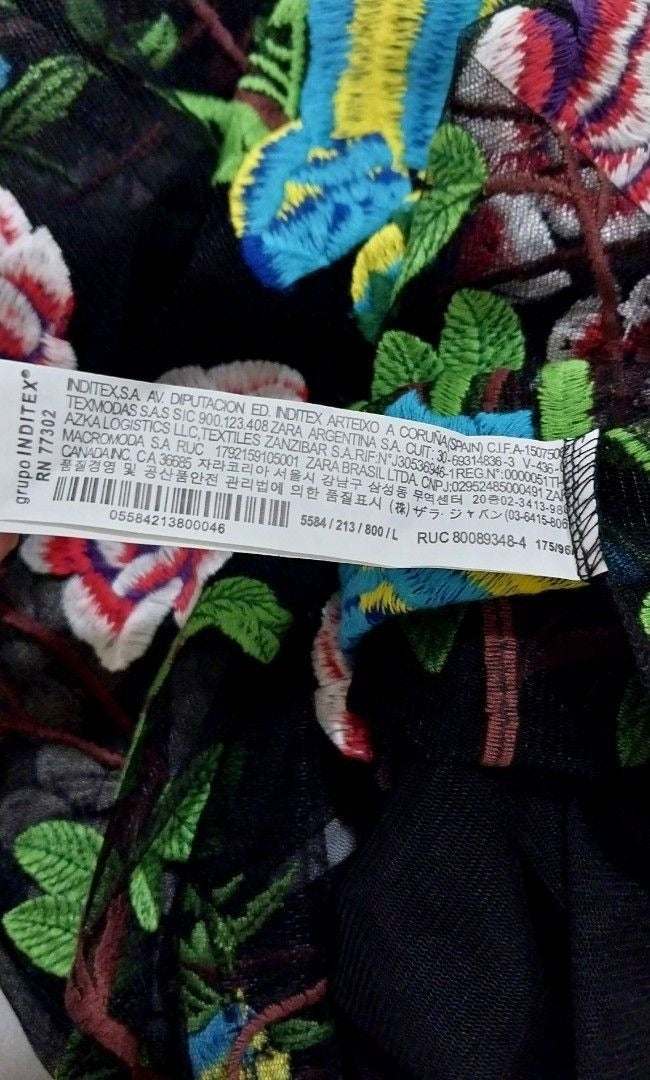 grupo INDITEX®
RN 77302
INDITEX,S.A. AV. DIPUTACION ED. INDITEX ARTEIXO A CORUÑA(SPAIN) C.I.F.A-1507500
TEXMODAS S.A.S SIC 900.123.408 ZARA ARGENTINA S.A. CUIT: 30-69314836-3 V-436-
AZKA LOGISTICS LLC,TEXTILES ZANZIBAR S.A.RIF:N°J30536946-1REG.N°:0000051TH
MACROMODA S.A RUC 1792159105001 ZARA BRASIL LTDA. CNPJ:02952485000491 ZAR
CANADA,INC. C.A 36685 자라코리아 서울시 강남구 삼성동 무역센터 20층02-3413-98
품질경영 및 공산품안전 관리법에 의한 품질표시 (株) ザラ・ジャパン(03-6415-806
05584213800046
5584 / 213 / 800 / L
RUC 80089348-4
175/96